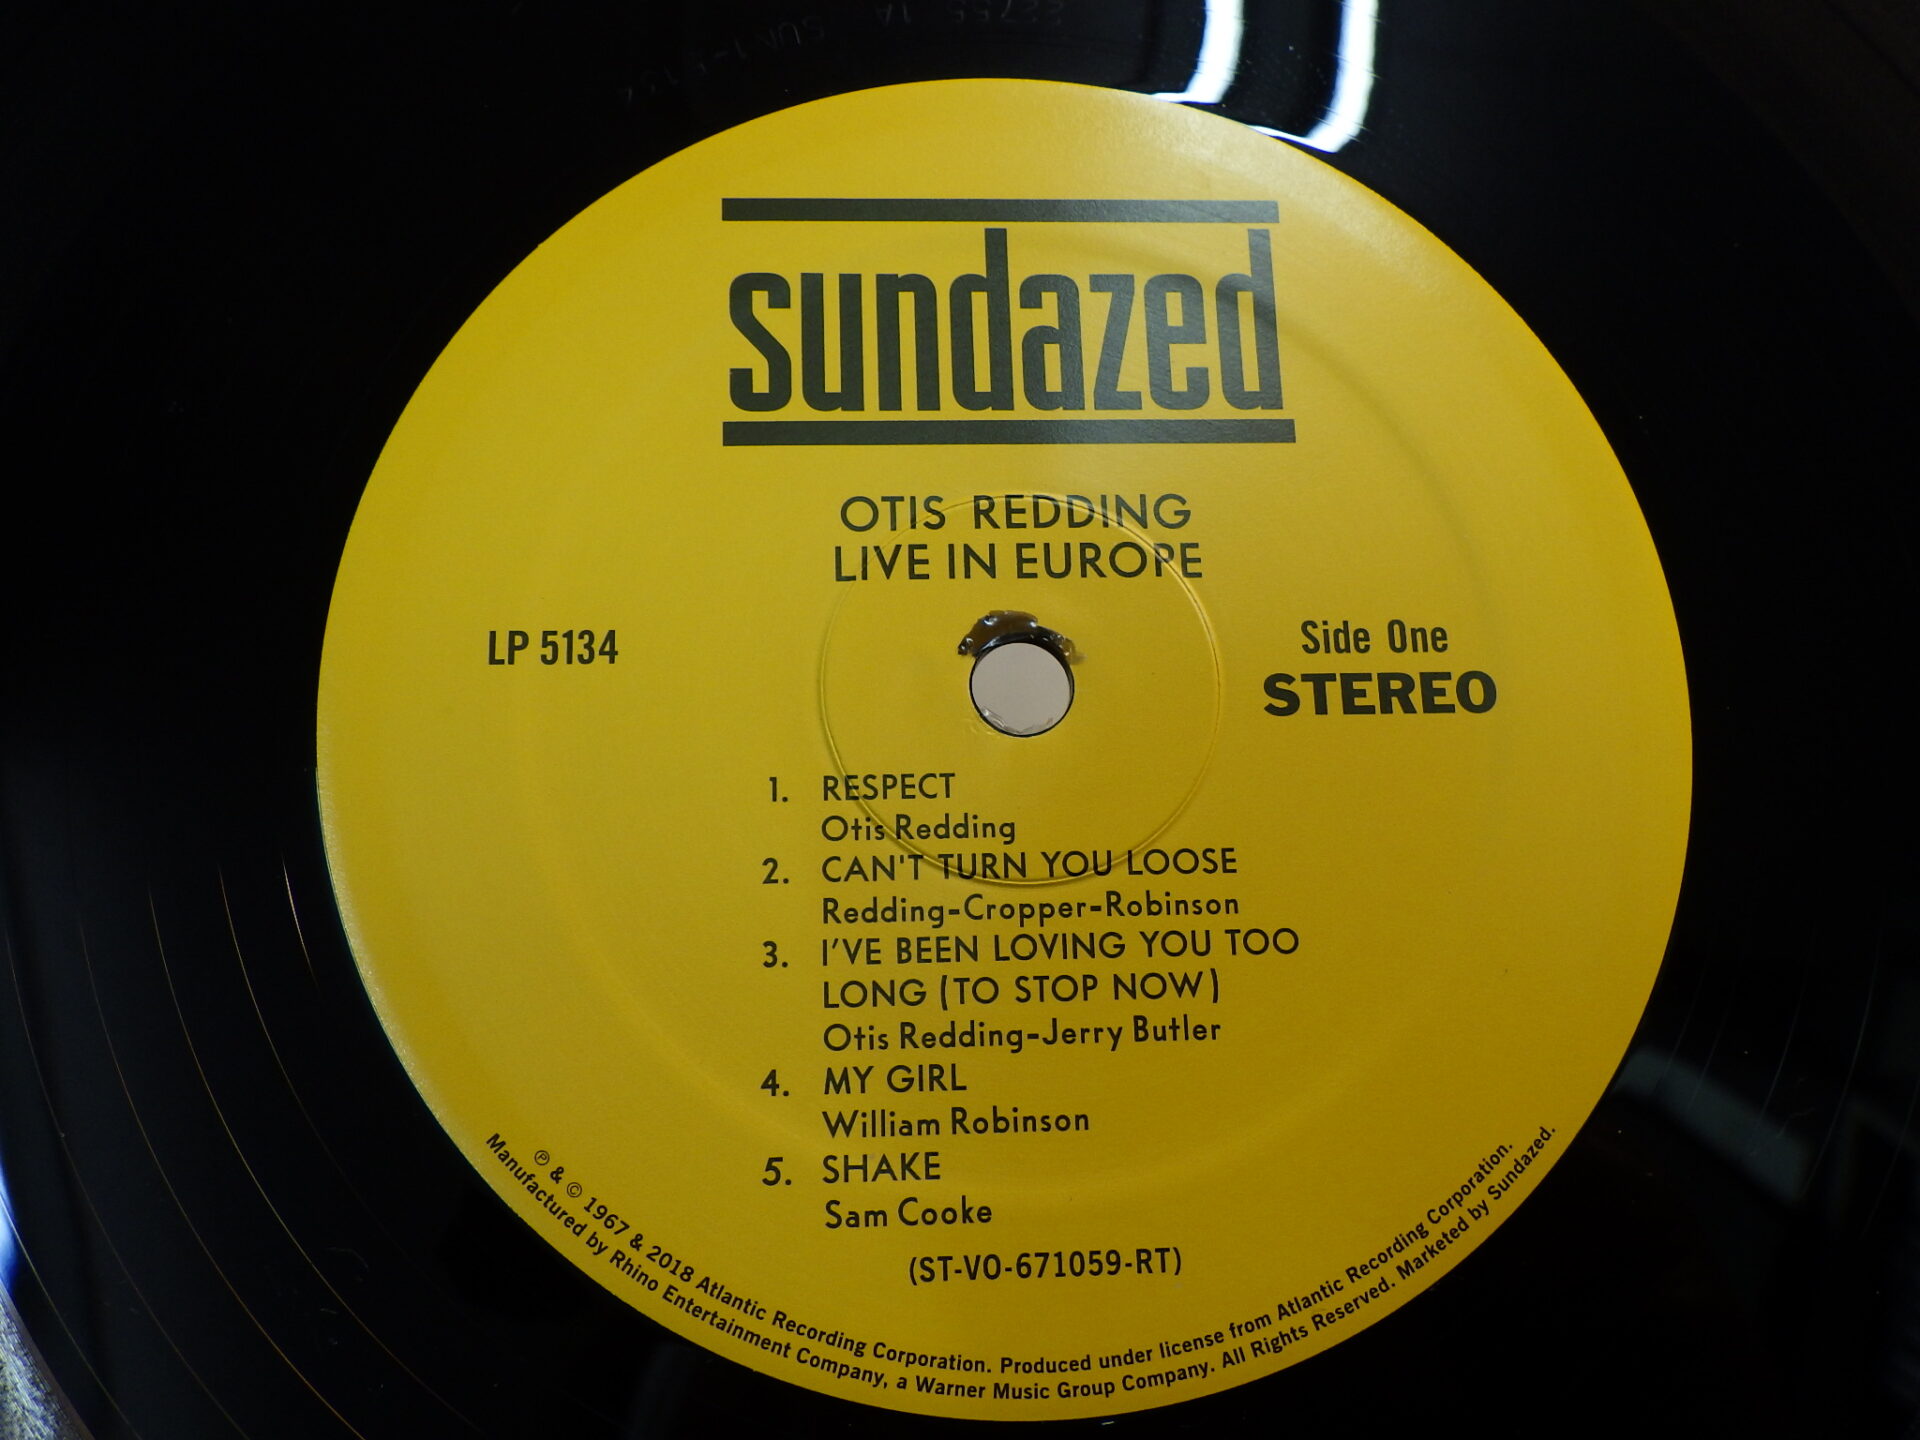 sundazed
OTIS REDDING
LIVE IN EUROPE
LP 5134
Side One
STEREO
1. RESPECT
Otis Redding
2. CAN'T TURN YOU LOOSE
Redding-Cropper-Robinson
3. I'VE BEEN LOVING YOU TOO
LONG (TO STOP NOW)
Otis Redding-Jerry Butler
4. MY GIRL
William Robinson
5. SHAKE
Sam Cooke
(ST-VO-671059-RT)
℗ & © 1967 & 2018 Atlantic Recording Corporation. Produced under license from Atlantic Recording Corporation.
Manufactured by Rhino Entertainment Company, a Warner Music Group Company. All Rights Reserved. Marketed by Sundazed.